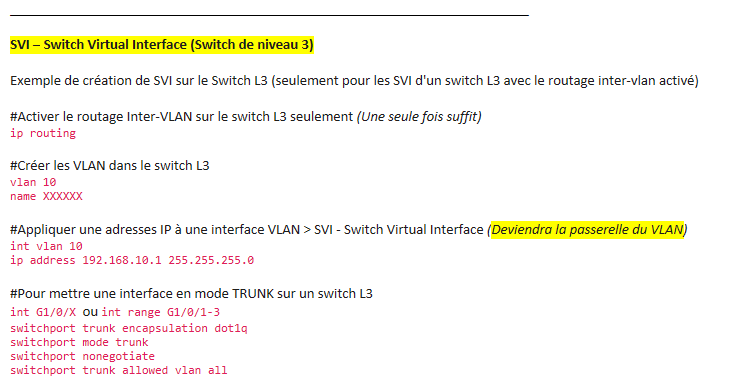 SVI – Switch Virtual Interface (Switch de niveau 3)
Exemple de création de SVI sur le Switch L3 (seulement pour les SVI d'un switch L3 avec le routage inter-vlan activé)
#Activer le routage Inter-VLAN sur le switch L3 seulement (Une seule fois suffit)
ip routing
#Créer les VLAN dans le switch L3
vlan 10
name XXXXXX
#Appliquer une adresses IP à une interface VLAN > SVI - Switch Virtual Interface (Deviendra la passerelle du VLAN)
int vlan 10
ip address 192.168.10.1 255.255.255.0
#Pour mettre une interface en mode TRUNK sur un switch L3
int G1/0/X ou int range G1/0/1-3
switchport trunk encapsulation dot1q
switchport mode trunk
switchport nonegotiate
switchport trunk allowed vlan all